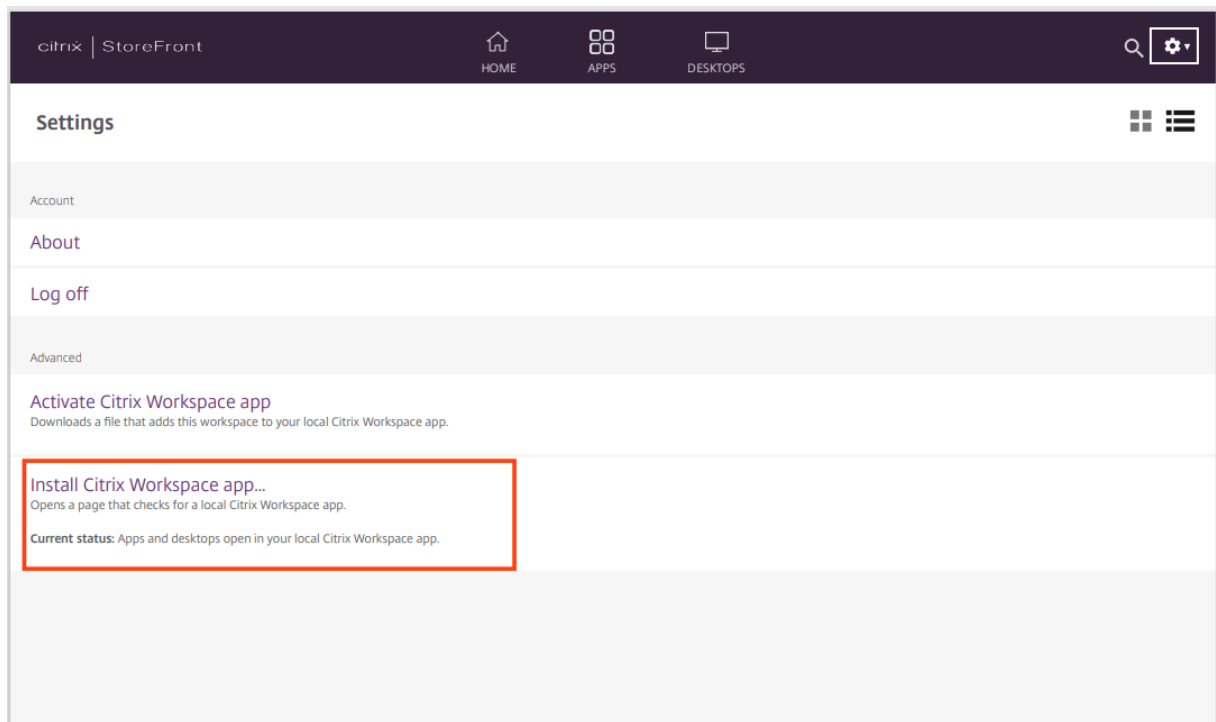 citrix | StoreFront
HOME
APPS
DESKTOPS
Settings
Account
About
Log off
Advanced
Activate Citrix Workspace app
Downloads a file that adds this workspace to your local Citrix Workspace app.
Install Citrix Workspace app...
Opens a page that checks for a local Citrix Workspace app.
Current status: Apps and desktops open in your local Citrix Workspace app.